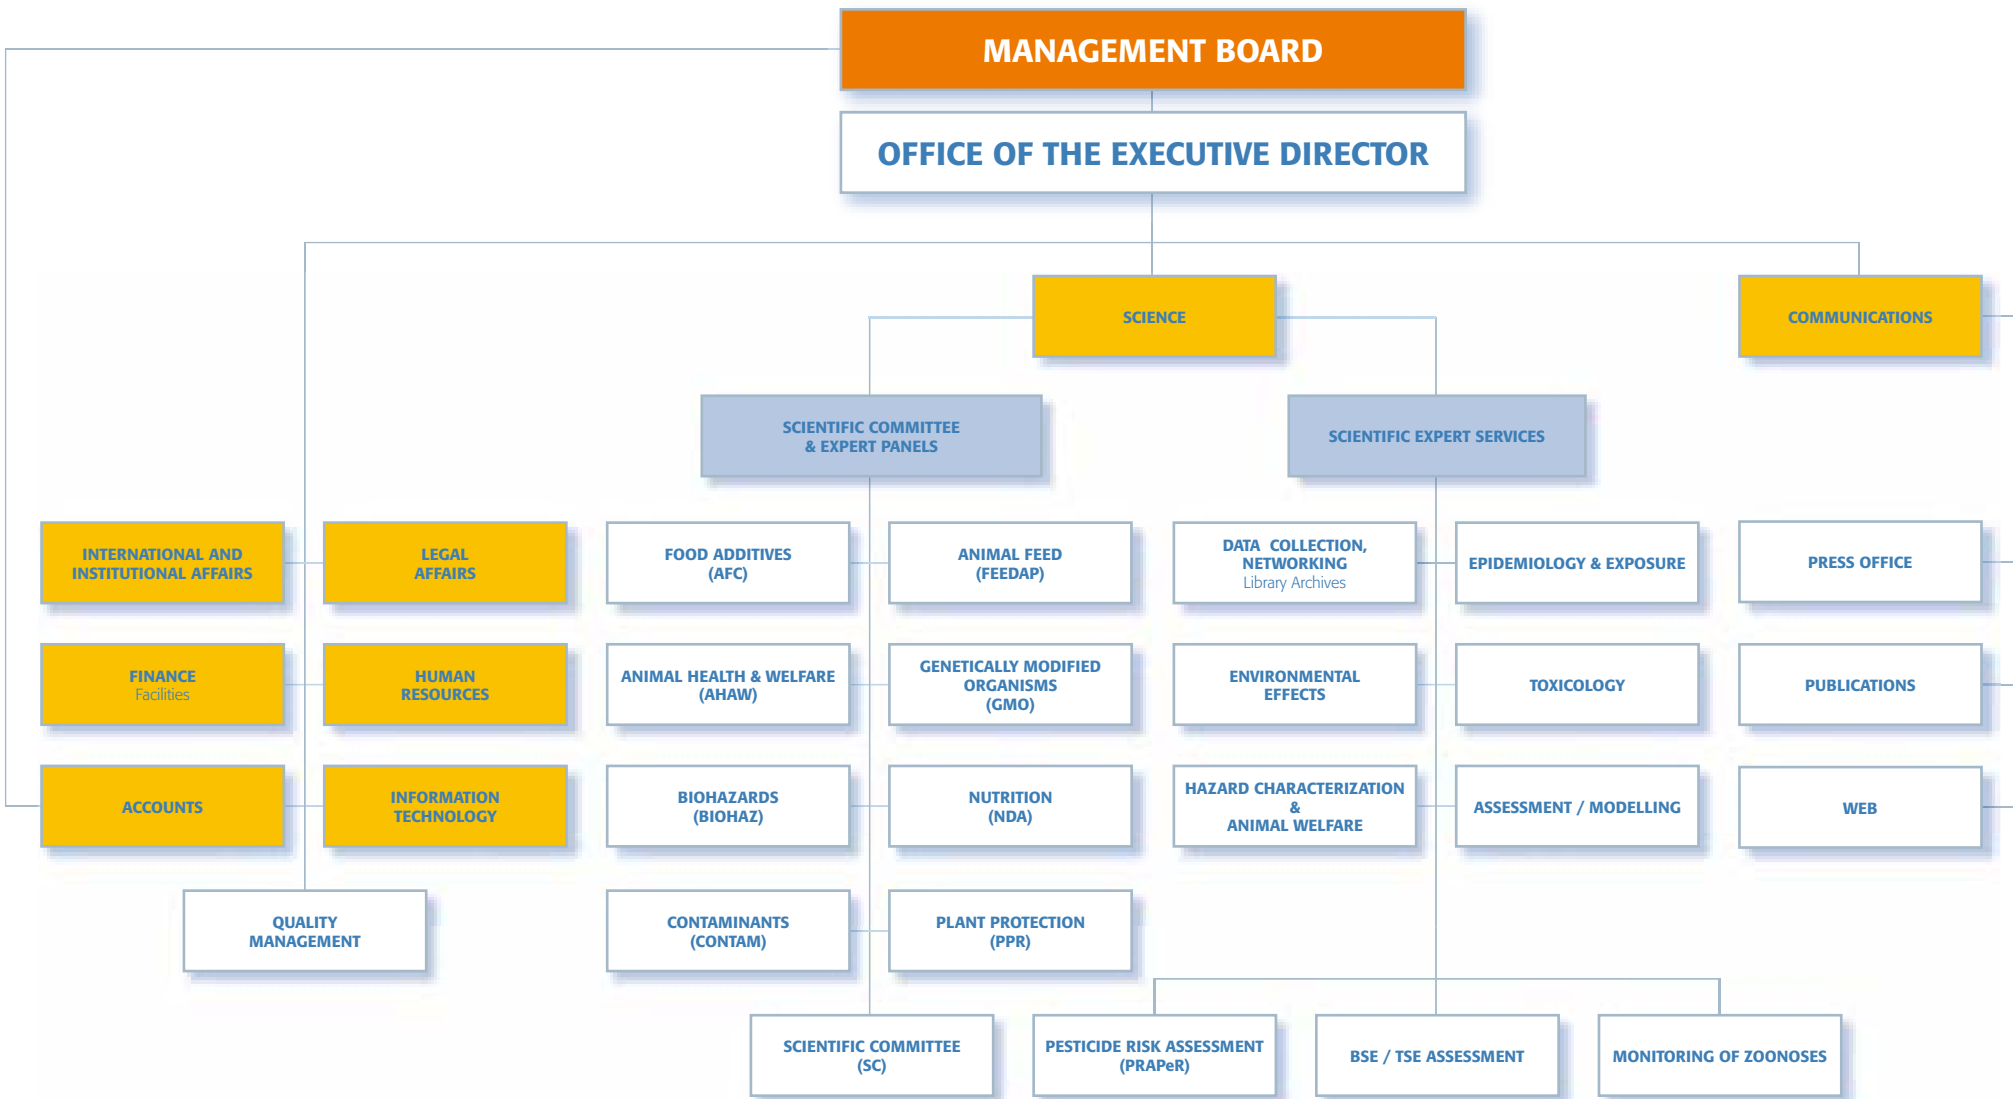 MANAGEMENT BOARD
OFFICE OF THE EXECUTIVE DIRECTOR
SCIENCE
COMMUNICATIONS
SCIENTIFIC COMMITTEE
& EXPERT PANELS
SCIENTIFIC EXPERT SERVICES
INTERNATIONAL AND
INSTITUTIONAL AFFAIRS
LEGAL
AFFAIRS
FOOD ADDITIVES
(AFC)
ANIMAL FEED
(FEEDAP)
DATA COLLECTION,
NETWORKING
Library Archives
EPIDEMIOLOGY & EXPOSURE
PRESS OFFICE
FINANCE
Facilities
HUMAN
RESOURCES
ANIMAL HEALTH & WELFARE
(AHAW)
GENETICALLY MODIFIED
ORGANISMS
(GMO)
ENVIRONMENTAL
EFFECTS
TOXICOLOGY
PUBLICATIONS
ACCOUNTS
INFORMATION
TECHNOLOGY
BIOHAZARDS
(BIOHAZ)
NUTRITION
(NDA)
HAZARD CHARACTERIZATION
&
ANIMAL WELFARE
ASSESSMENT / MODELLING
WEB
QUALITY
MANAGEMENT
CONTAMINANTS
(CONTAM)
PLANT PROTECTION
(PPR)
SCIENTIFIC COMMITTEE
(SC)
PESTICIDE RISK ASSESSMENT
(PRAPeR)
BSE / TSE ASSESSMENT
MONITORING OF ZOONOSES